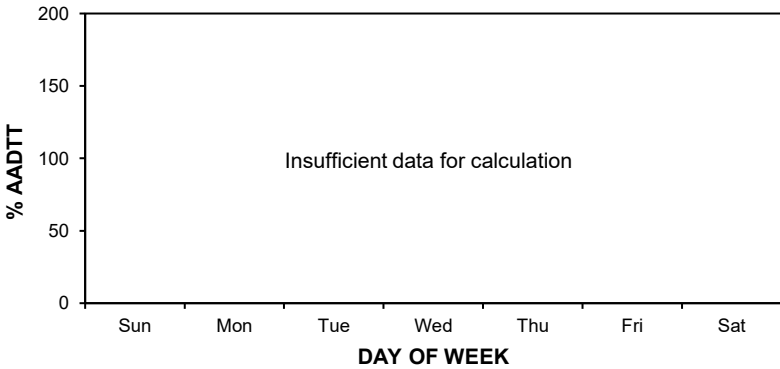 200
150
100
50
0
% AADTT
Insufficient data for calculation
Sun Mon Tue Wed Thu Fri Sat
DAY OF WEEK